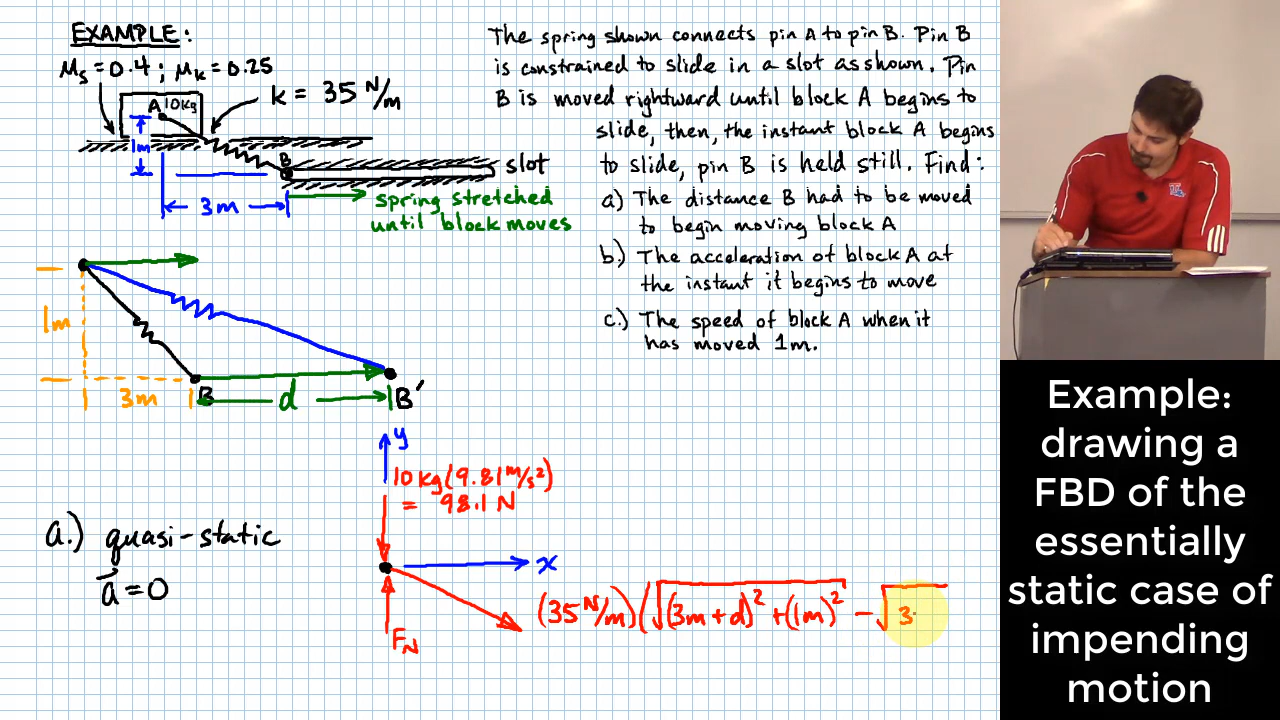 EXAMPLE:
μs = 0.4 ; μk = 0.25
k = 35 N/m
A 10kg
1m
B
slot
3m
spring stretched
until block moves
The spring shown connects pin A to pin B. Pin B
is constrained to slide in a slot as shown. Pin
B is moved rightward until block A begins to
slide, then, the instant block A begins
to slide, pin B is held still. Find:
a.) The distance B had to be moved
to begin moving block A
b.) The acceleration of block A at
the instant it begins to move
c.) The speed of block A when it
has moved 1m.
1m
3m
B
d
B'
y
10kg(9.81 m/s²)
= 98.1 N
x
FN
a.) quasi-static
a⃗ = 0
(35 N/m)(√(3m + d)² + (1m)² − √3
Example:
drawing a
FBD of the
essentially
static case of
impending
motion